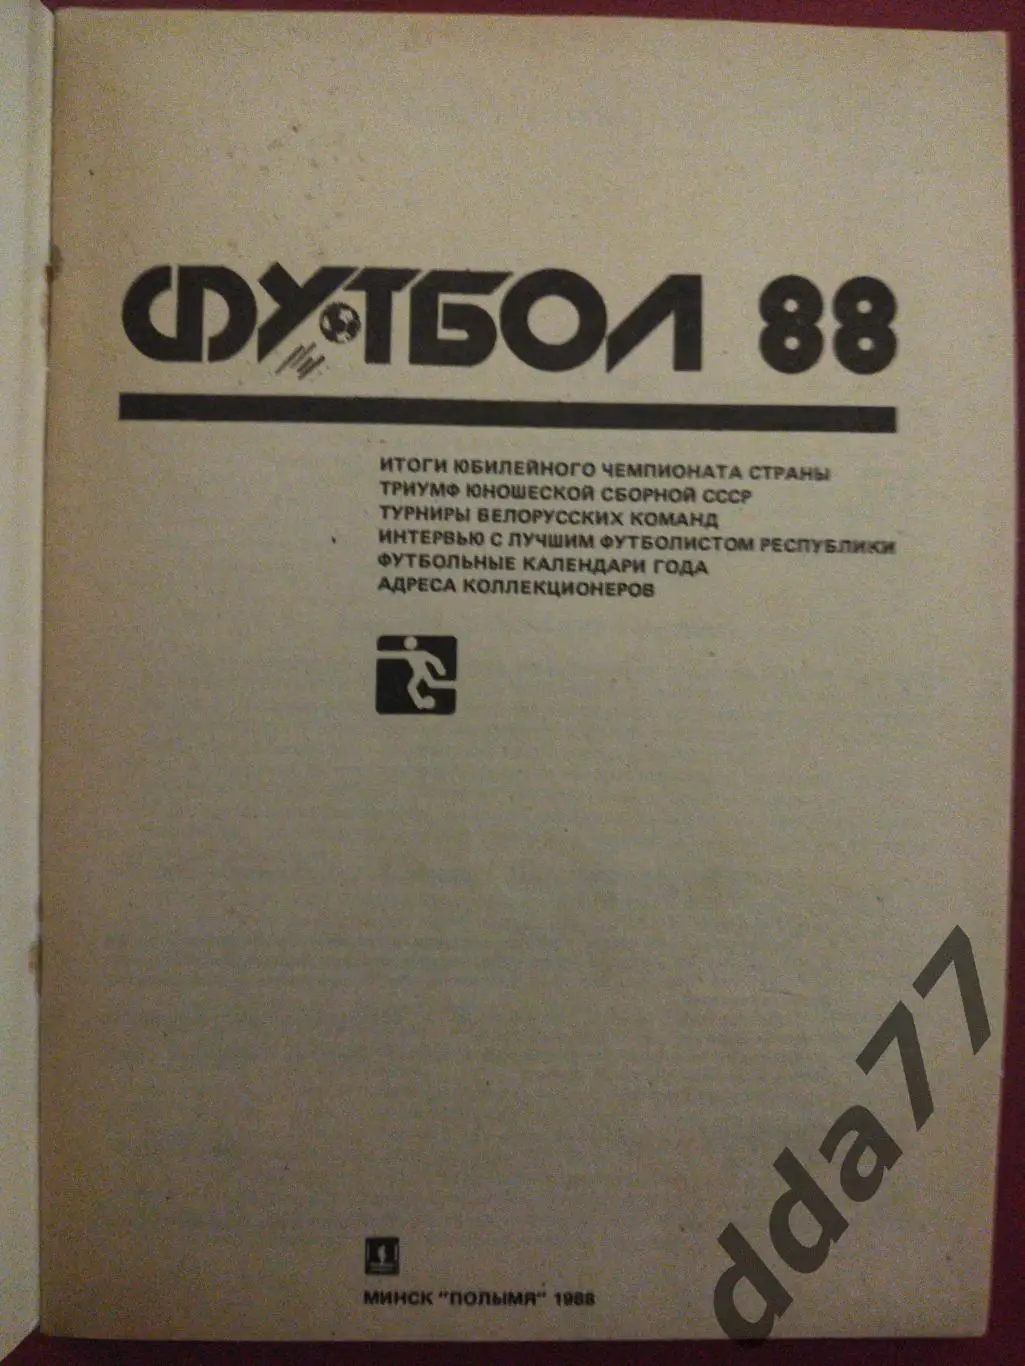 ФУТБОЛ 88
ИТОГИ ЮБИЛЕЙНОГО ЧЕМПИОНАТА СТРАНЫ
ТРИУМФ ЮНОШЕСКОЙ СБОРНОЙ СССР
ТУРНИРЫ БЕЛОРУССКИХ КОМАНД
ИНТЕРВЬЮ С ЛУЧШИМ ФУТБОЛИСТОМ РЕСПУБЛИКИ
ФУТБОЛЬНЫЕ КАЛЕНДАРИ ГОДА
АДРЕСА КОЛЛЕКЦИОНЕРОВ
МИНСК "ПОЛЫМЯ" 1988
dda77